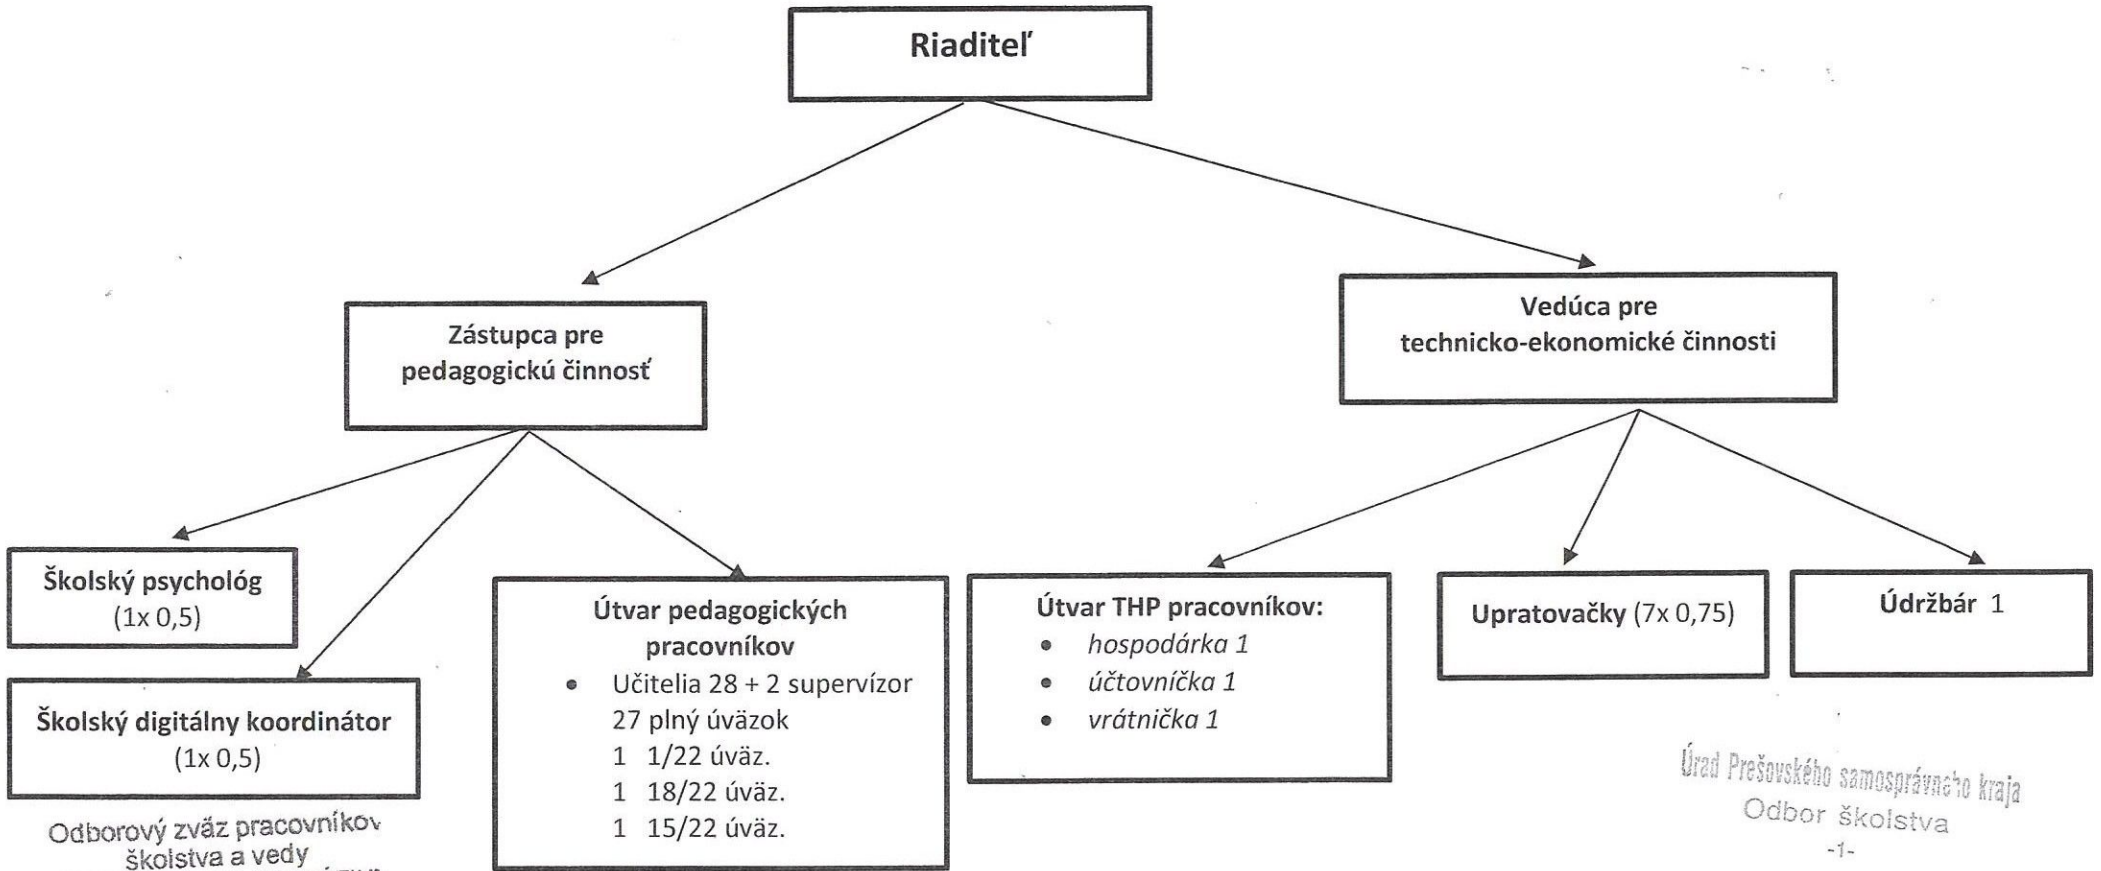 Riaditeľ
Zástupca pre
pedagogickú činnosť
Vedúca pre
technicko-ekonomické činnosti
Školský psychológ
(1x 0,5)
Školský digitálny koordinátor
(1x 0,5)
Útvar pedagogických
pracovníkov
• Učitelia 28 + 2 supervízor
27 plný úväzok
1 1/22 úväz.
1 18/22 úväz.
1 15/22 úväz.
Útvar THP pracovníkov:
• hospodárka 1
• účtovníčka 1
• vrátnička 1
Upratovačky (7x 0,75)
Údržbár 1
Odborový zväz pracovníkov
školstva a vedy
Úrad Prešovského samosprávneho kraja
Odbor školstva
-1-